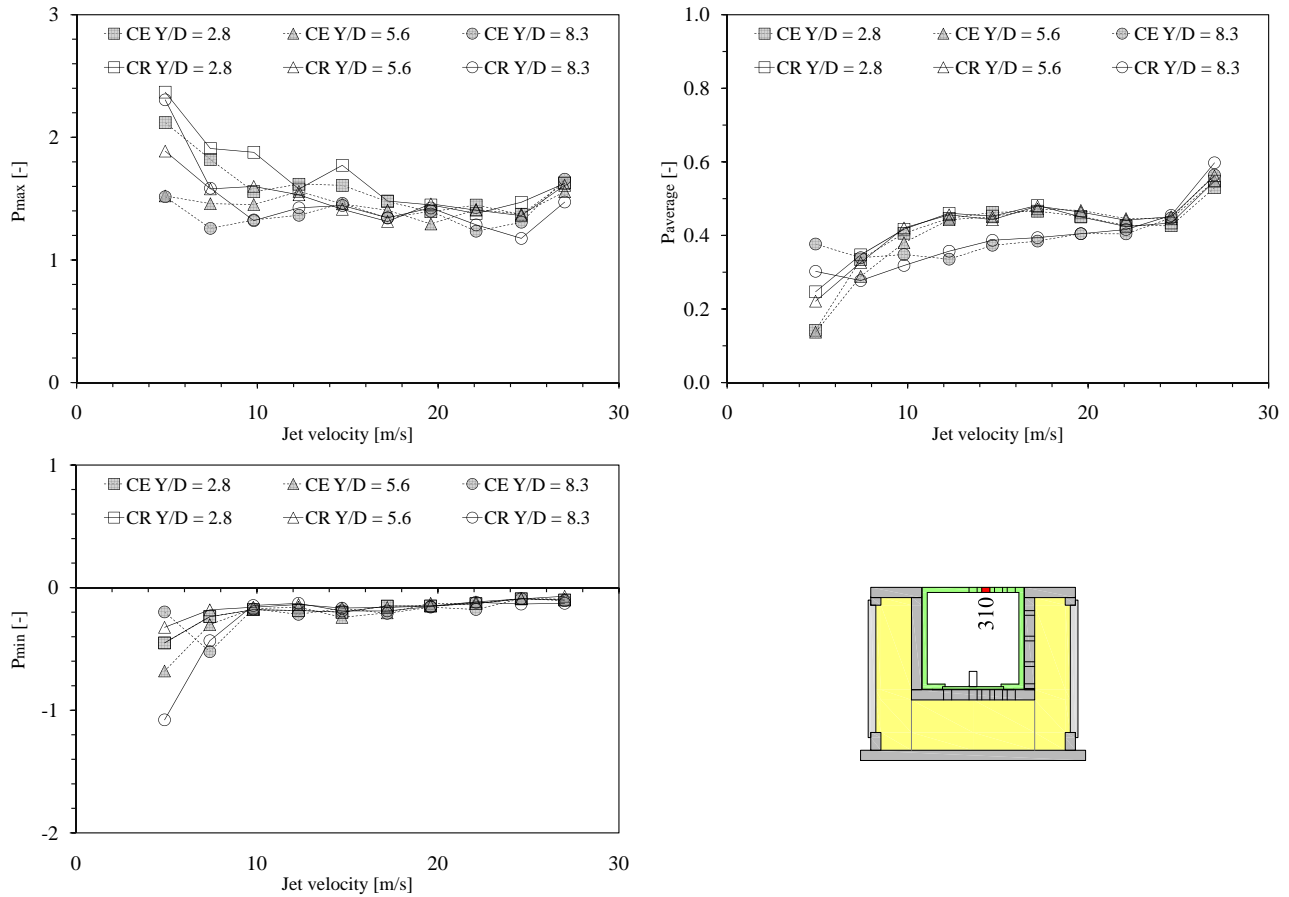 3
CE Y/D = 2.8 CE Y/D = 5.6 CE Y/D = 8.3
CR Y/D = 2.8 CR Y/D = 5.6 CR Y/D = 8.3
2
Pmax [-]
1
0
0 10 20 30
Jet velocity [m/s]
1.0
CE Y/D = 2.8 CE Y/D = 5.6 CE Y/D = 8.3
CR Y/D = 2.8 CR Y/D = 5.6 CR Y/D = 8.3
0.8
0.6
Paverage [-]
0.4
0.2
0.0
0 10 20 30
Jet velocity [m/s]
1
CE Y/D = 2.8 CE Y/D = 5.6 CE Y/D = 8.3
CR Y/D = 2.8 CR Y/D = 5.6 CR Y/D = 8.3
0
Pmin [-]
-1
-2
0 10 20 30
Jet velocity [m/s]
310